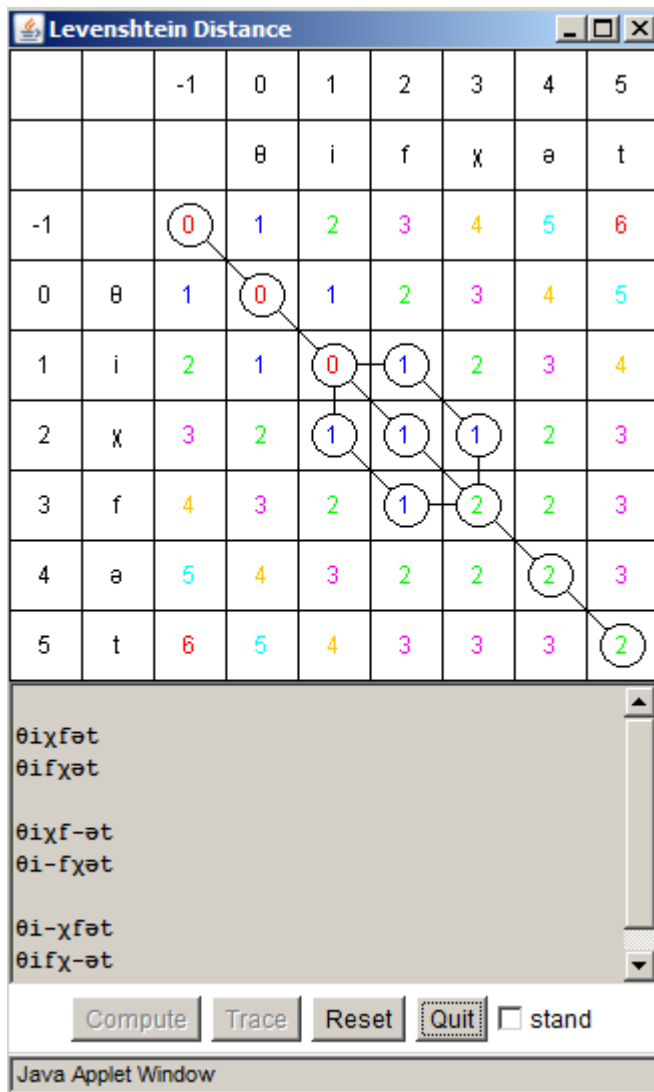 Levenshtein Distance
-1 0 1 2 3 4 5
θ i f χ ə t
-1 0 1 2 3 4 5 6
0 θ 1 0 1 2 3 4 5
1 i 2 1 0 1 2 3 4
2 χ 3 2 1 1 1 2 3
3 f 4 3 2 1 2 2 3
4 ə 5 4 3 2 2 2 3
5 t 6 5 4 3 3 3 2
θiχfət
θifχət
θiχf-ət
θi-fχət
θi-χfət
θifχ-ət
Compute Trace Reset Quit stand
Java Applet Window